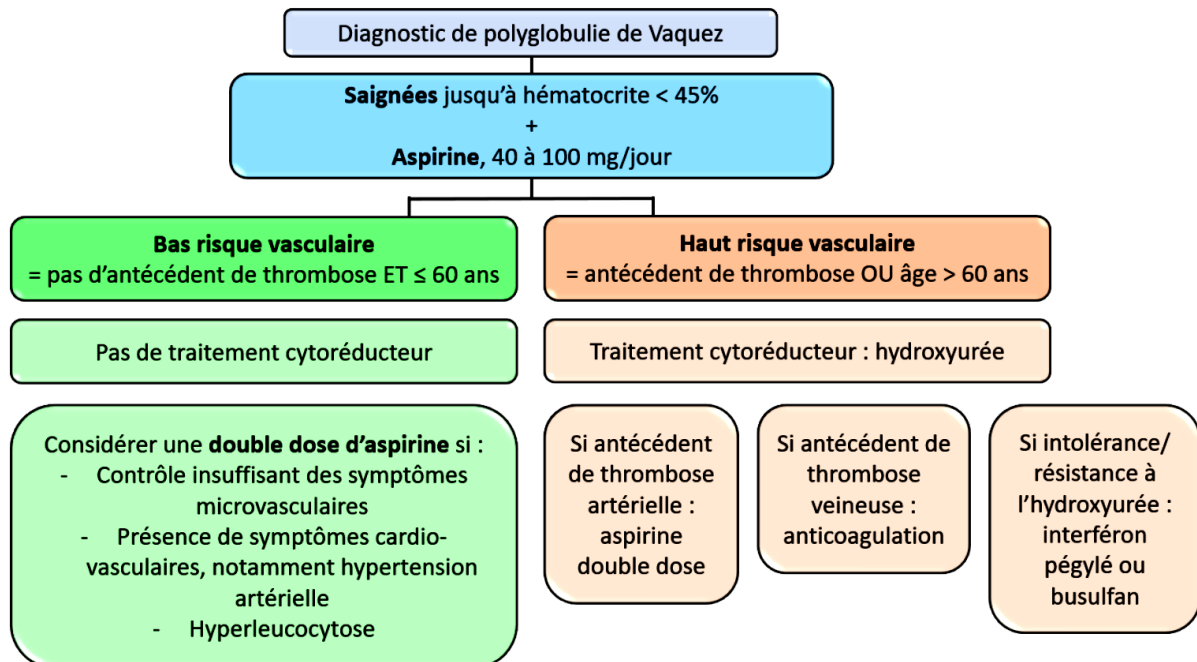 Diagnostic de polyglobulie de Vaquez
Saignées jusqu'à hématocrite < 45%
+
Aspirine, 40 à 100 mg/jour
Bas risque vasculaire
= pas d'antécédent de thrombose ET ≤ 60 ans
Haut risque vasculaire
= antécédent de thrombose OU âge > 60 ans
Pas de traitement cytoréducteur
Traitement cytoréducteur : hydroxyurée
Considérer une double dose d'aspirine si :
- Contrôle insuffisant des symptômes
microvasculaires
- Présence de symptômes cardio-
vasculaires, notamment hypertension
artérielle
- Hyperleucocytose
Si antécédent
de thrombose
artérielle :
aspirine
double dose
Si antécédent de
thrombose
veineuse :
anticoagulation
Si intolérance/
résistance à
l'hydroxyurée :
interféron
pégylé ou
busulfan